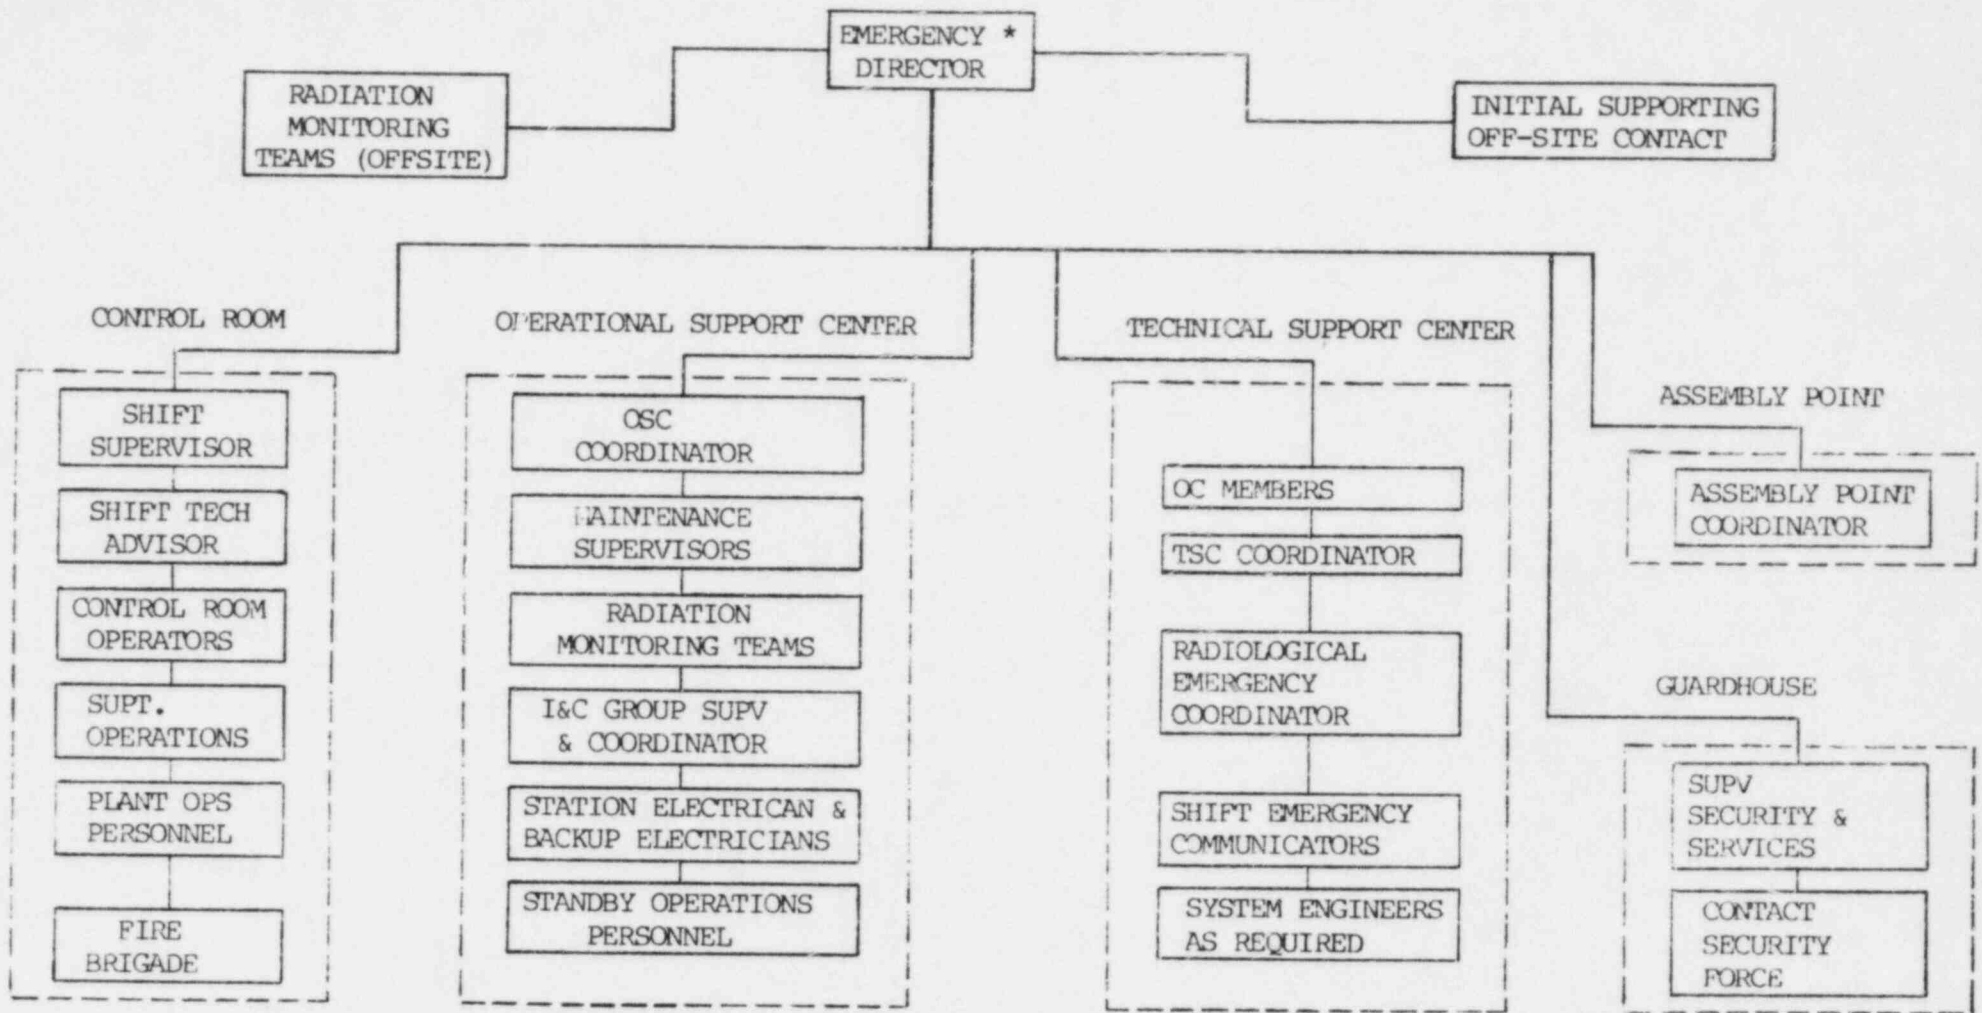 EMERGENCY *
DIRECTOR
RADIATION
MONITORING
TEAMS (OFFSITE)
INITIAL SUPPORTING
OFF-SITE CONTACT
CONTROL ROOM
SHIFT
SUPERVISOR
SHIFT TECH
ADVISOR
CONTROL ROOM
OPERATORS
SUPT.
OPERATIONS
PLANT OPS
PERSONNEL
FIRE
BRIGADE
OPERATIONAL SUPPORT CENTER
OSC
COORDINATOR
MAINTENANCE
SUPERVISORS
RADIATION
MONITORING TEAMS
I&C GROUP SUPV
& COORDINATOR
STATION ELECTRICAN &
BACKUP ELECTRICIANS
STANDBY OPERATIONS
PERSONNEL
TECHNICAL SUPPORT CENTER
OC MEMBERS
TSC COORDINATOR
RADIOLOGICAL
EMERGENCY
COORDINATOR
SHIFT EMERGENCY
COMMUNICATORS
SYSTEM ENGINEERS
AS REQUIRED
ASSEMBLY POINT
ASSEMBLY POINT
COORDINATOR
GUARDHOUSE
SUPV
SECURITY &
SERVICES
CONTACT
SECURITY
FORCE